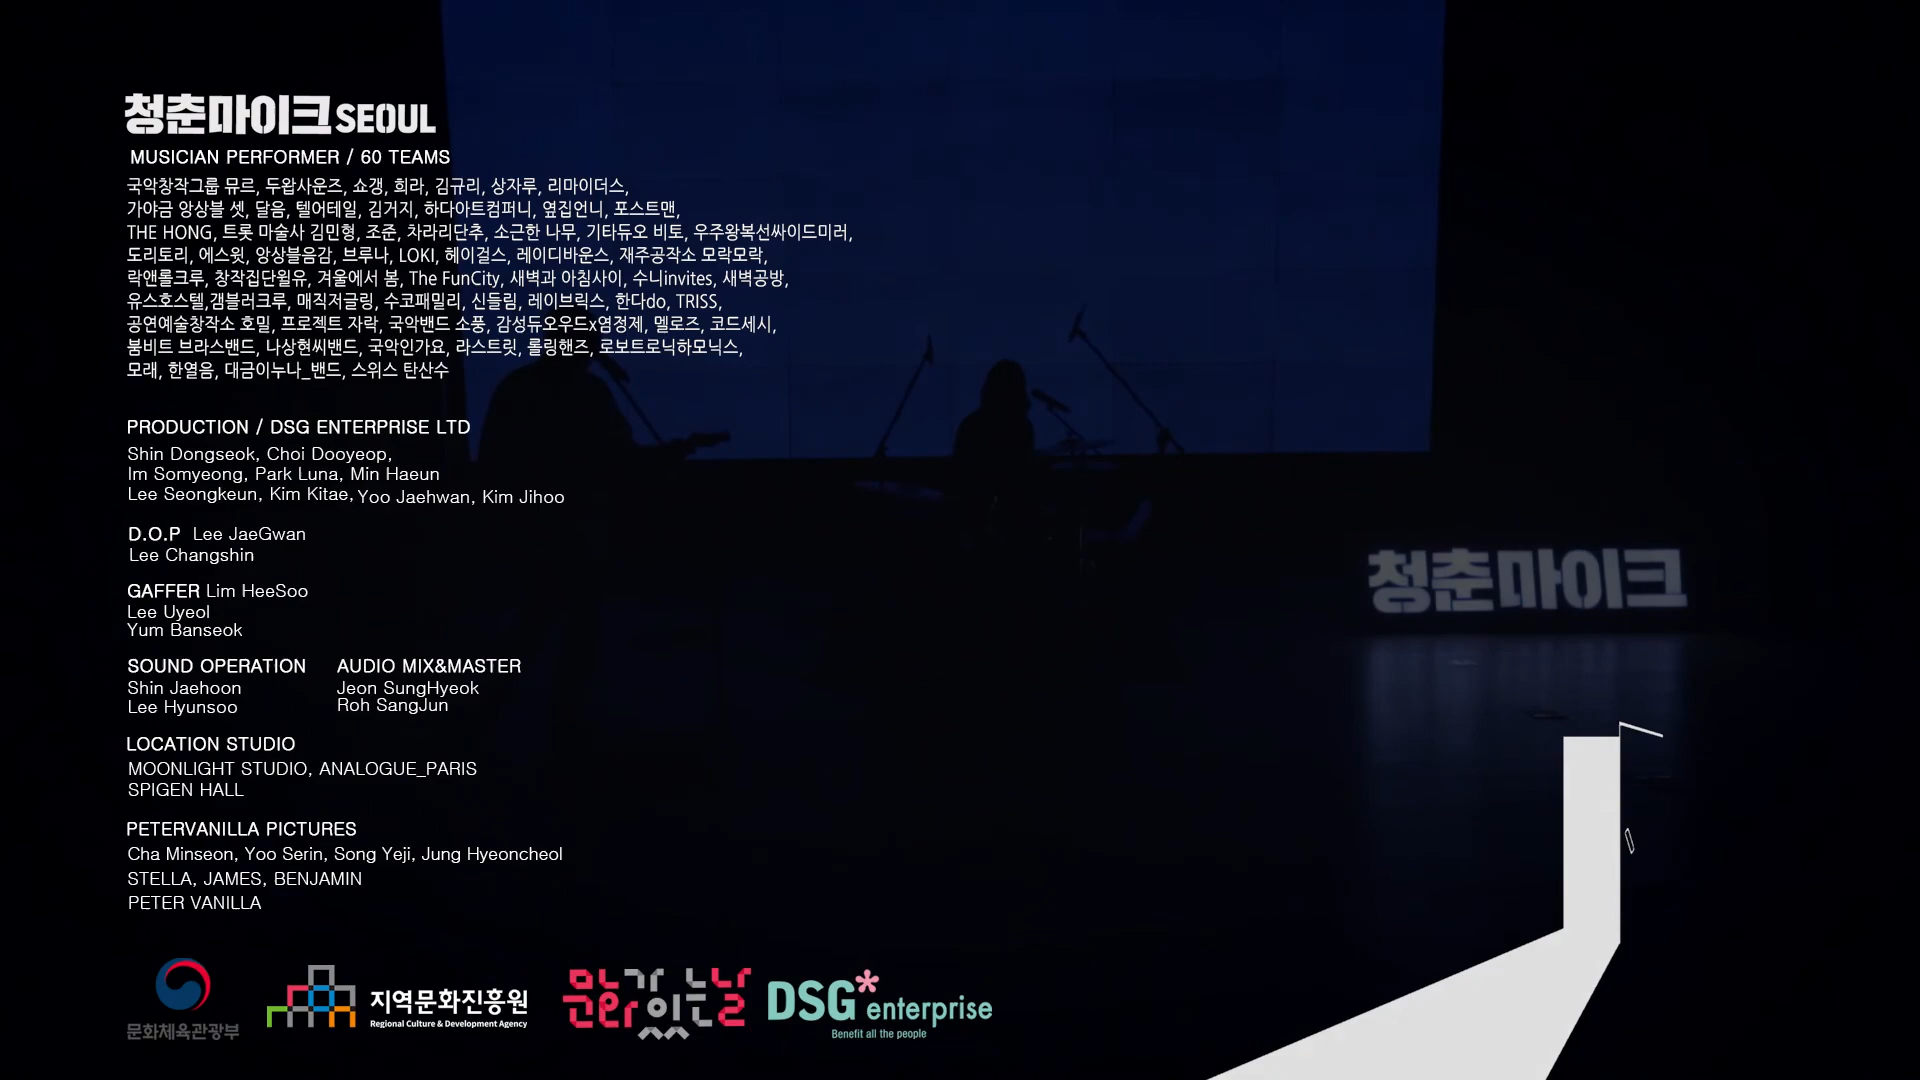 청춘마이크 SEOUL
MUSICIAN PERFORMER / 60 TEAMS
국악창작그룹 뮤르, 두왑사운즈, 쇼갱, 희라, 김규리, 상자루, 리마이더스,
가야금 앙상블 셋, 달음, 텔어테일, 김거지, 하다아트컴퍼니, 옆집언니, 포스트맨,
THE HONG, 트롯 마술사 김민형, 조준, 차라리단추, 소근한 나무, 기타듀오 비토, 우주왕복선싸이드미러,
도리토리, 에스윗, 앙상블음감, 브루나, LOKI, 헤이걸스, 레이디바운스, 재주공작소 모락모락,
락앤롤크루, 창작집단월유, 겨울에서 봄, The FunCity, 새벽과 아침사이, 수니invites, 새벽공방,
유스호스텔,갬블러크루, 매직저글링, 수코패밀리, 신들림, 레이브릭스, 한다do, TRISS,
공연예술창작소 호밀, 프로젝트 자락, 국악밴드 소풍, 감성듀오우드x염정제, 멜로즈, 코드세시,
붐비트 브라스밴드, 나상현씨밴드, 국악인가요, 라스트릿, 롤링핸즈, 로보트로닉하모닉스,
모래, 한열음, 대금이누나_밴드, 스위스 탄산수
PRODUCTION / DSG ENTERPRISE LTD
Shin Dongseok, Choi Dooyeop,
Im Somyeong, Park Luna, Min Haeun
Lee Seongkeun, Kim Kitae, Yoo Jaehwan, Kim Jihoo
D.O.P Lee JaeGwan
Lee Changshin
GAFFER Lim HeeSoo
Lee Uyeol
Yum Banseok
SOUND OPERATION
Shin Jaehoon
Lee Hyunsoo
AUDIO MIX&MASTER
Jeon SungHyeok
Roh SangJun
LOCATION STUDIO
MOONLIGHT STUDIO, ANALOGUE_PARIS
SPIGEN HALL
PETERVANILLA PICTURES
Cha Minseon, Yoo Serin, Song Yeji, Jung Hyeoncheol
STELLA, JAMES, BENJAMIN
PETER VANILLA
청춘마이크
문화체육관광부
지역문화진흥원
Regional Culture & Development Agency
문화가 있는 날
DSG* enterprise
Benefit all the people